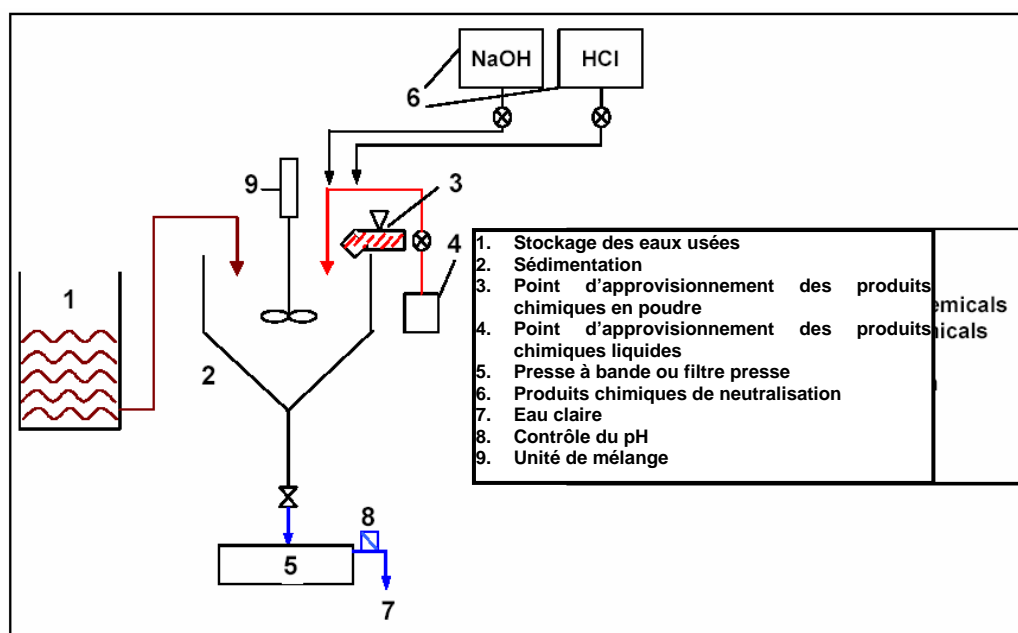 NaOH
HCl
6
9
3
4
1
2
1. Stockage des eaux usées
2. Sédimentation
3. Point d’approvisionnement des produits
chimiques en poudre
4. Point d’approvisionnement des produits
chimiques liquides
5. Presse à bande ou filtre presse
6. Produits chimiques de neutralisation
7. Eau claire
8. Contrôle du pH
9. Unité de mélange
emicals
micals
8
5
7